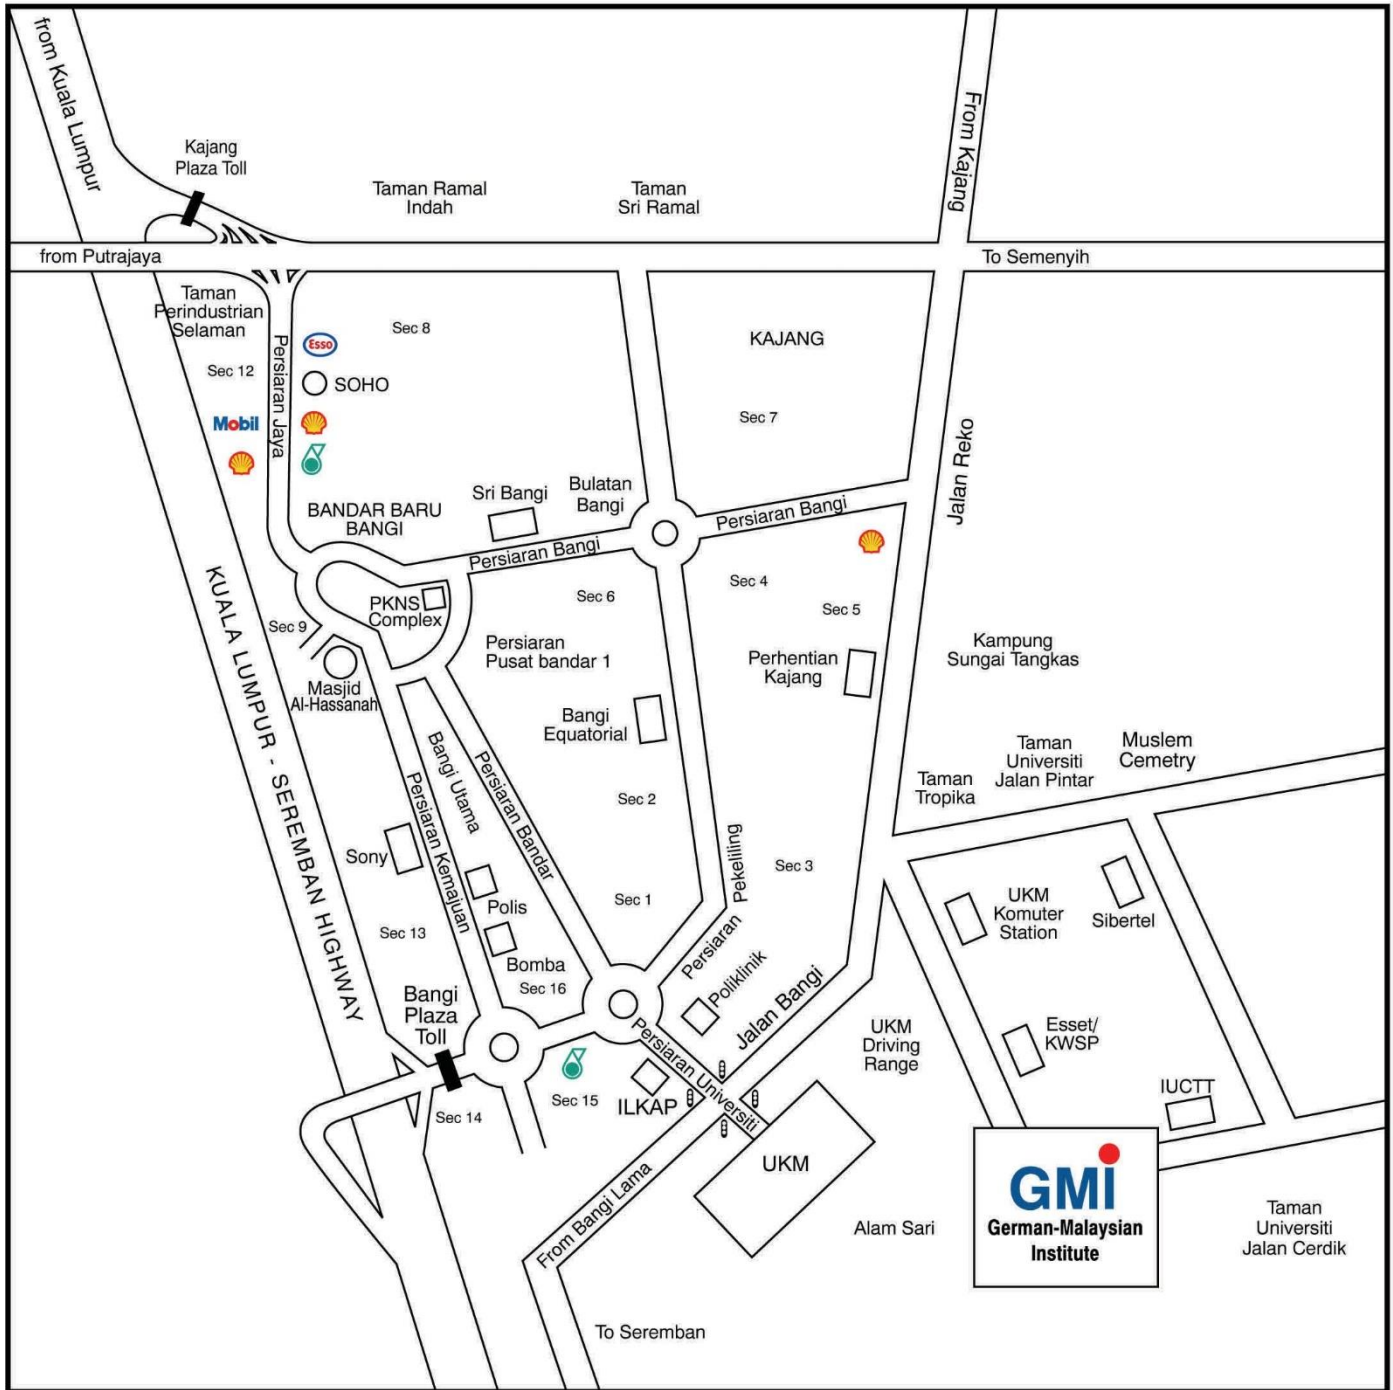 from Kuala Lumpur
Kajang
Plaza Toll
Taman Ramal
Indah
Taman
Sri Ramal
From Kajang
from Putrajaya
To Semenyih
Taman
Perindustrian
Selaman
Persiaran Jaya
Esso
Sec 8
KAJANG
Sec 12
SOHO
Mobil
Sec 7
Jalan Reko
BANDAR BARU
BANGI
Sri Bangi
Bulatan
Bangi
Persiaran Bangi
Persiaran Bangi
KUALA LUMPUR - SEREMBAN HIGHWAY
PKNS
Complex
Sec 6
Sec 4
Sec 5
Sec 9
Persiaran
Pusat bandar 1
Perhentian
Kajang
Kampung
Sungai Tangkas
Masjid
Al-Hassanah
Bangi
Equatorial
Bangi Utama
Persiaran Bandar
Persiaran Kemajuan
Taman
Universiti
Jalan Pintar
Muslem
Cemetry
Taman
Tropika
Sec 2
Sony
Persiaran
Pekeliling
Sec 3
Polis
Sec 1
UKM
Komuter
Station
Sibertel
Sec 13
Bomba
Sec 16
Poliklinik
Jalan Bangi
Bangi
Plaza
Toll
Persiaran Universiti
UKM
Driving
Range
Esset/
KWSP
Sec 14
Sec 15
ILKAP
IUCTT
UKM
From Bangi Lama
GMI
German-Malaysian
Institute
Alam Sari
Taman
Universiti
Jalan Cerdik
To Seremban